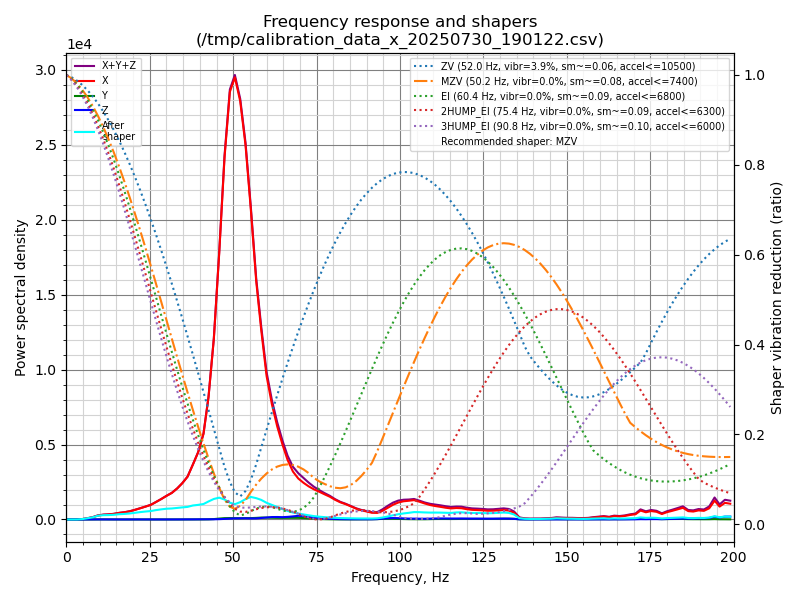 Frequency response and shapers
(/tmp/calibration_data_x_20250730_190122.csv)
1e4
X+Y+Z
X
Y
Z
After
shaper
ZV (52.0 Hz, vibr=3.9%, sm~=0.06, accel<=10500)
MZV (50.2 Hz, vibr=0.0%, sm~=0.08, accel<=7400)
EI (60.4 Hz, vibr=0.0%, sm~=0.09, accel<=6800)
2HUMP_EI (75.4 Hz, vibr=0.0%, sm~=0.09, accel<=6300)
3HUMP_EI (90.8 Hz, vibr=0.0%, sm~=0.10, accel<=6000)
Recommended shaper: MZV
Power spectral density
3.0
2.5
2.0
1.5
1.0
0.5
0.0
1.0
0.8
0.6
0.4
0.2
0.0
Shaper vibration reduction (ratio)
0 25 50 75 100 125 150 175 200
Frequency, Hz